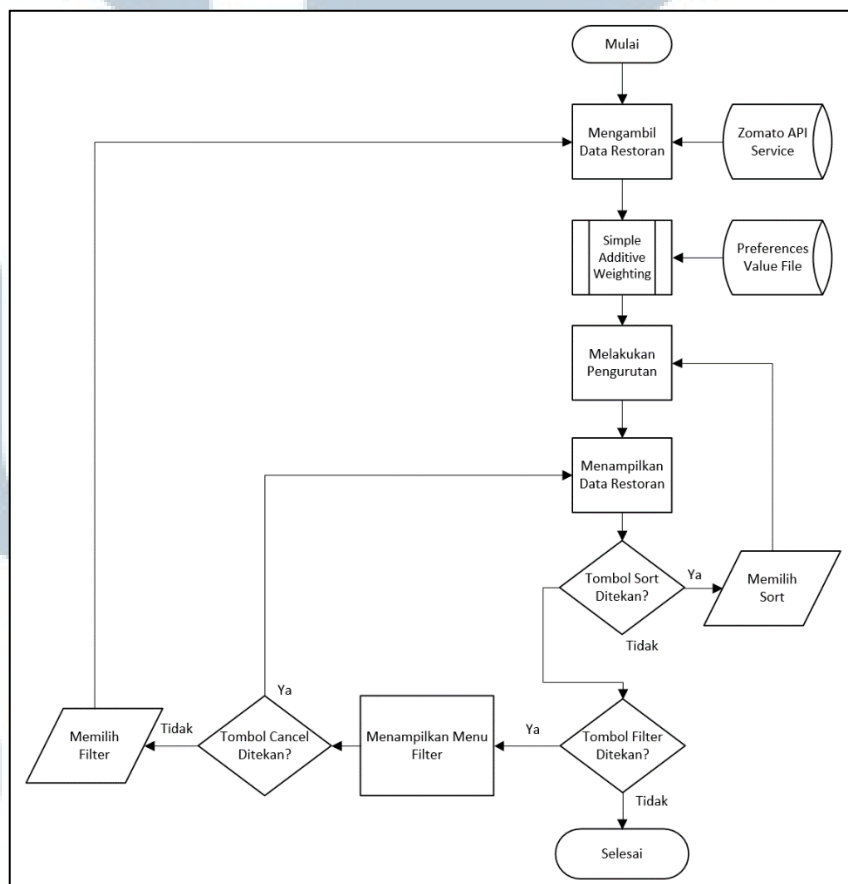 Mulai
Mengambil
Data Restoran
Zomato API
Service
Simple
Additive
Weighting
Preferences
Value File
Melakukan
Pengurutan
Menampilkan
Data Restoran
Tombol Sort
Ditekan?
Ya
Memilih
Sort
Tidak
Tombol Filter
Ditekan?
Ya
Menampilkan Menu
Filter
Tombol Cancel
Ditekan?
Ya
Tidak
Memilih
Filter
Tidak
Selesai